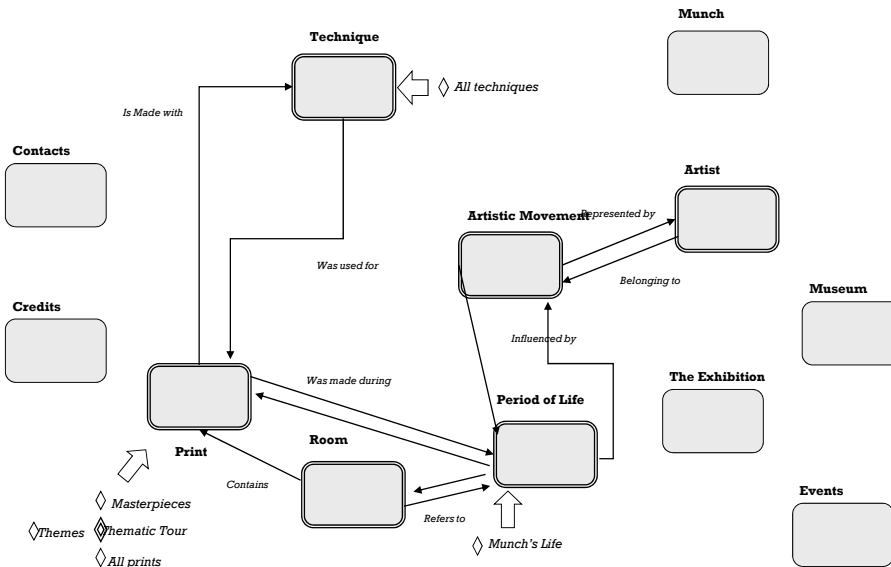 Munch
Technique
All techniques
Is Made with
Contacts
Artist
Artistic Movement
Represented by
Was used for
Belonging to
Museum
Credits
Influenced by
The Exhibition
Was made during
Period of Life
Room
Print
Contains
Events
Masterpieces
Refers to
Themes
Thematic Tour
Munch's Life
All prints